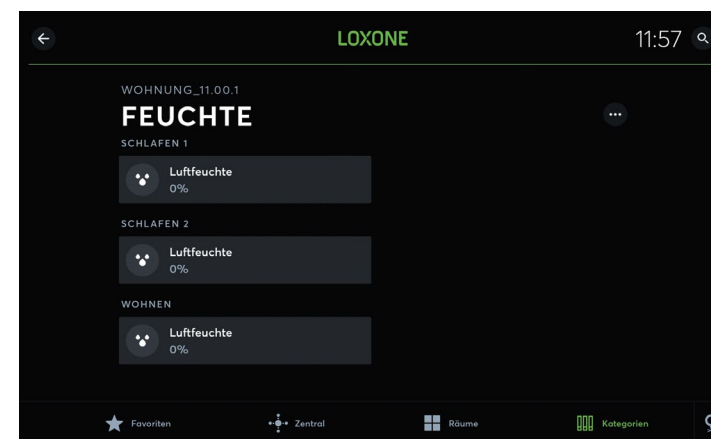 LOXONE
11:57
WOHNUNG_11.00.1
FEUCHTE
SCHLAFEN 1
Luftfeuchte
0%
SCHLAFEN 2
Luftfeuchte
0%
WOHNEN
Luftfeuchte
0%
Favoriten
Zentral
Räume
Kategorien